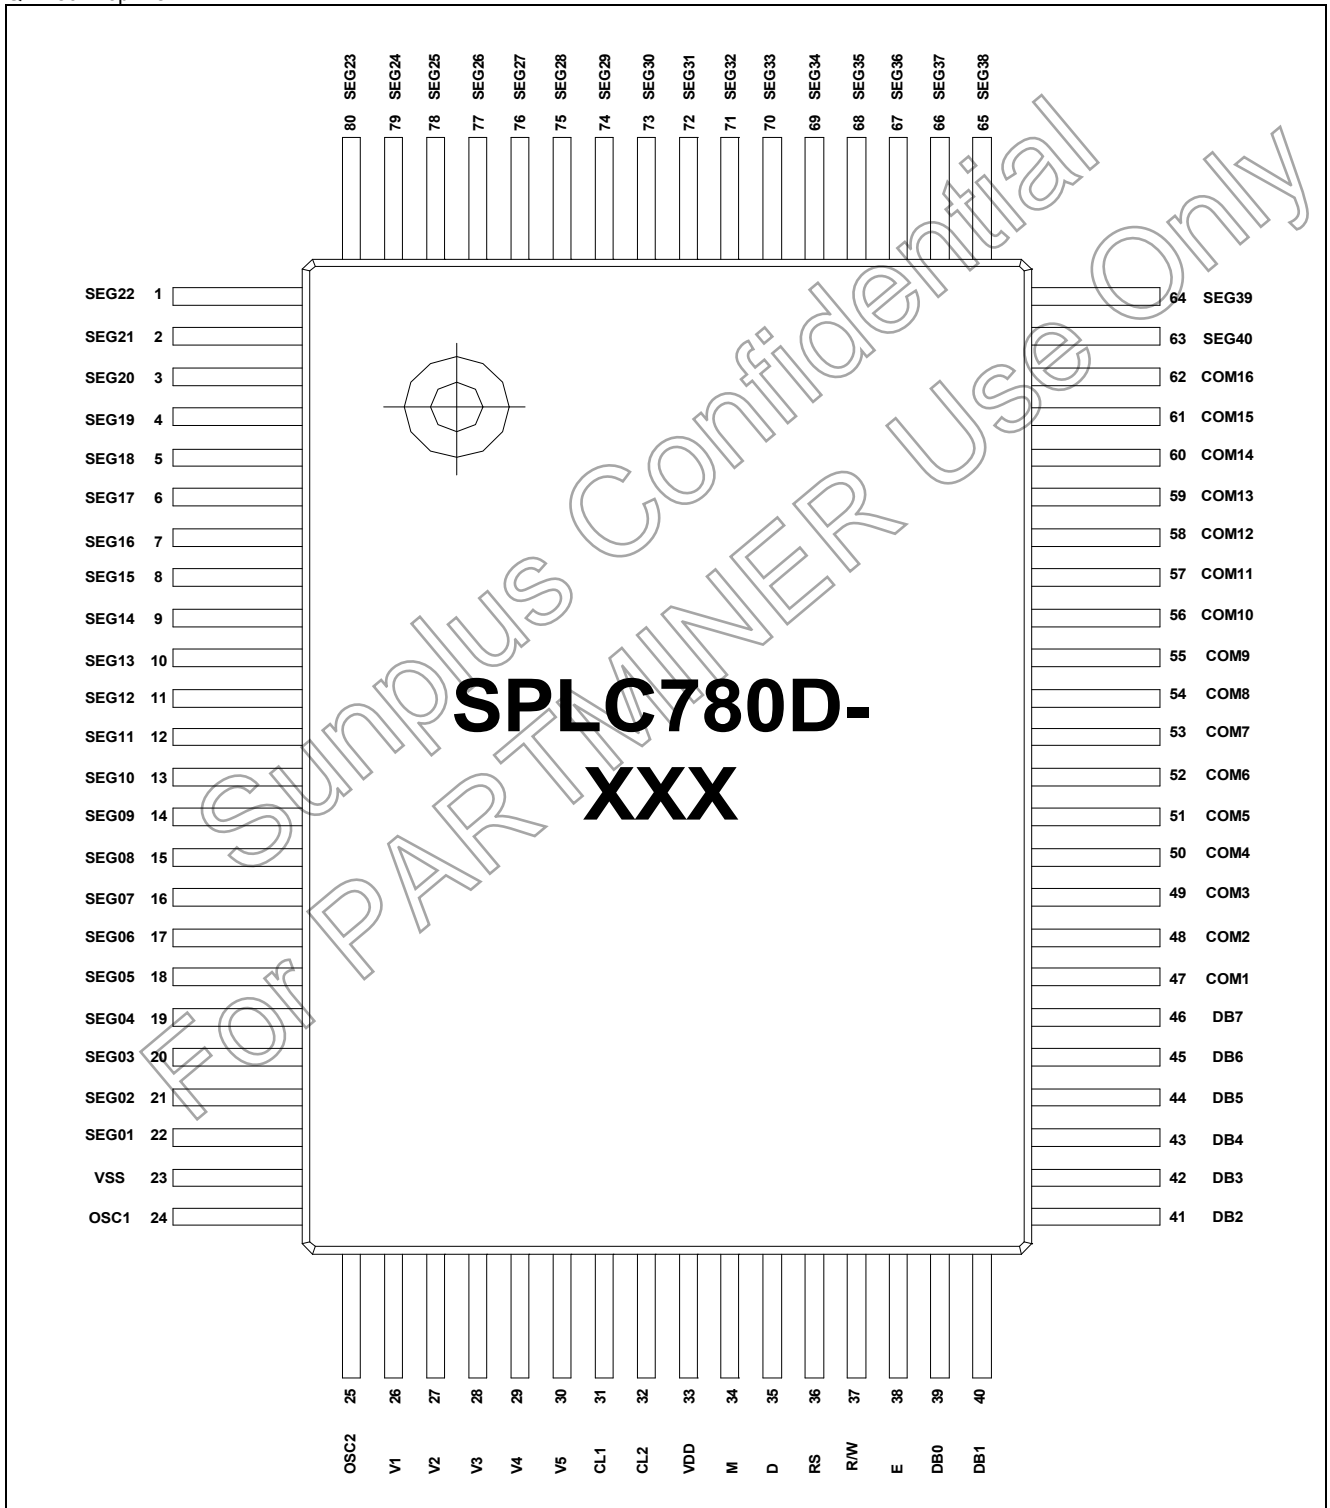 80 SEG23
79 SEG24
78 SEG25
77 SEG26
76 SEG27
75 SEG28
74 SEG29
73 SEG30
72 SEG31
71 SEG32
70 SEG33
69 SEG34
68 SEG35
67 SEG36
66 SEG37
65 SEG38
SEG22 1
SEG21 2
SEG20 3
SEG19 4
SEG18 5
SEG17 6
SEG16 7
SEG15 8
SEG14 9
SEG13 10
SEG12 11
SEG11 12
SEG10 13
SEG09 14
SEG08 15
SEG07 16
SEG06 17
SEG05 18
SEG04 19
SEG03 20
SEG02 21
SEG01 22
VSS 23
OSC1 24
SPLC780D-
XXX
Sunplus Confidential
For PARTMINER Use Only
64 SEG39
63 SEG40
62 COM16
61 COM15
60 COM14
59 COM13
58 COM12
57 COM11
56 COM10
55 COM9
54 COM8
53 COM7
52 COM6
51 COM5
50 COM4
49 COM3
48 COM2
47 COM1
46 DB7
45 DB6
44 DB5
43 DB4
42 DB3
41 DB2
OSC2 25
V1 26
V2 27
V3 28
V4 29
V5 30
CL1 31
CL2 32
VDD 33
M 34
D 35
RS 36
R/W 37
E 38
DB0 39
DB1 40